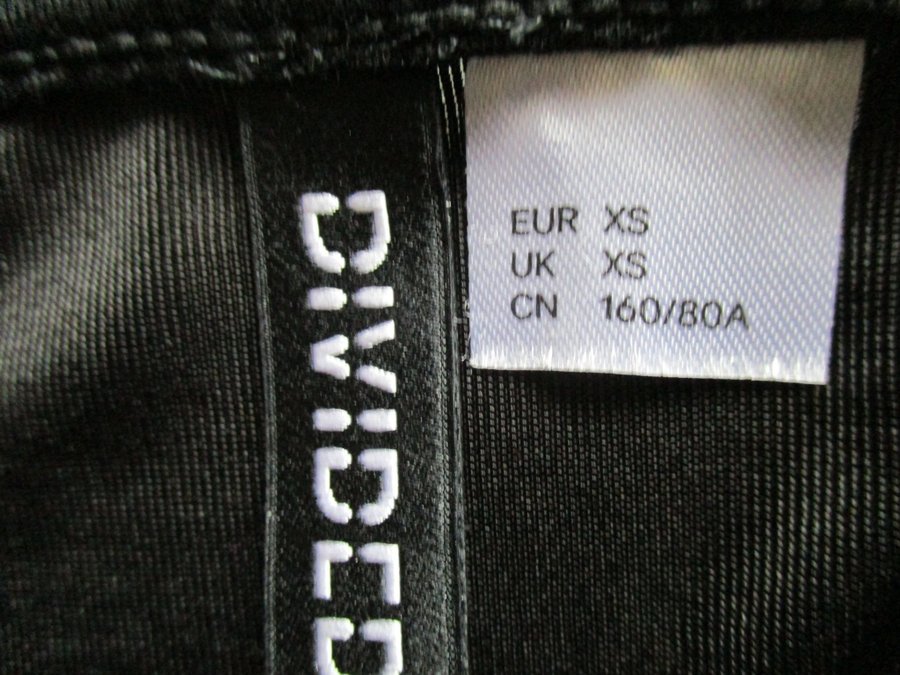 DIVIDED
EUR XS
UK XS
CN 160/80A